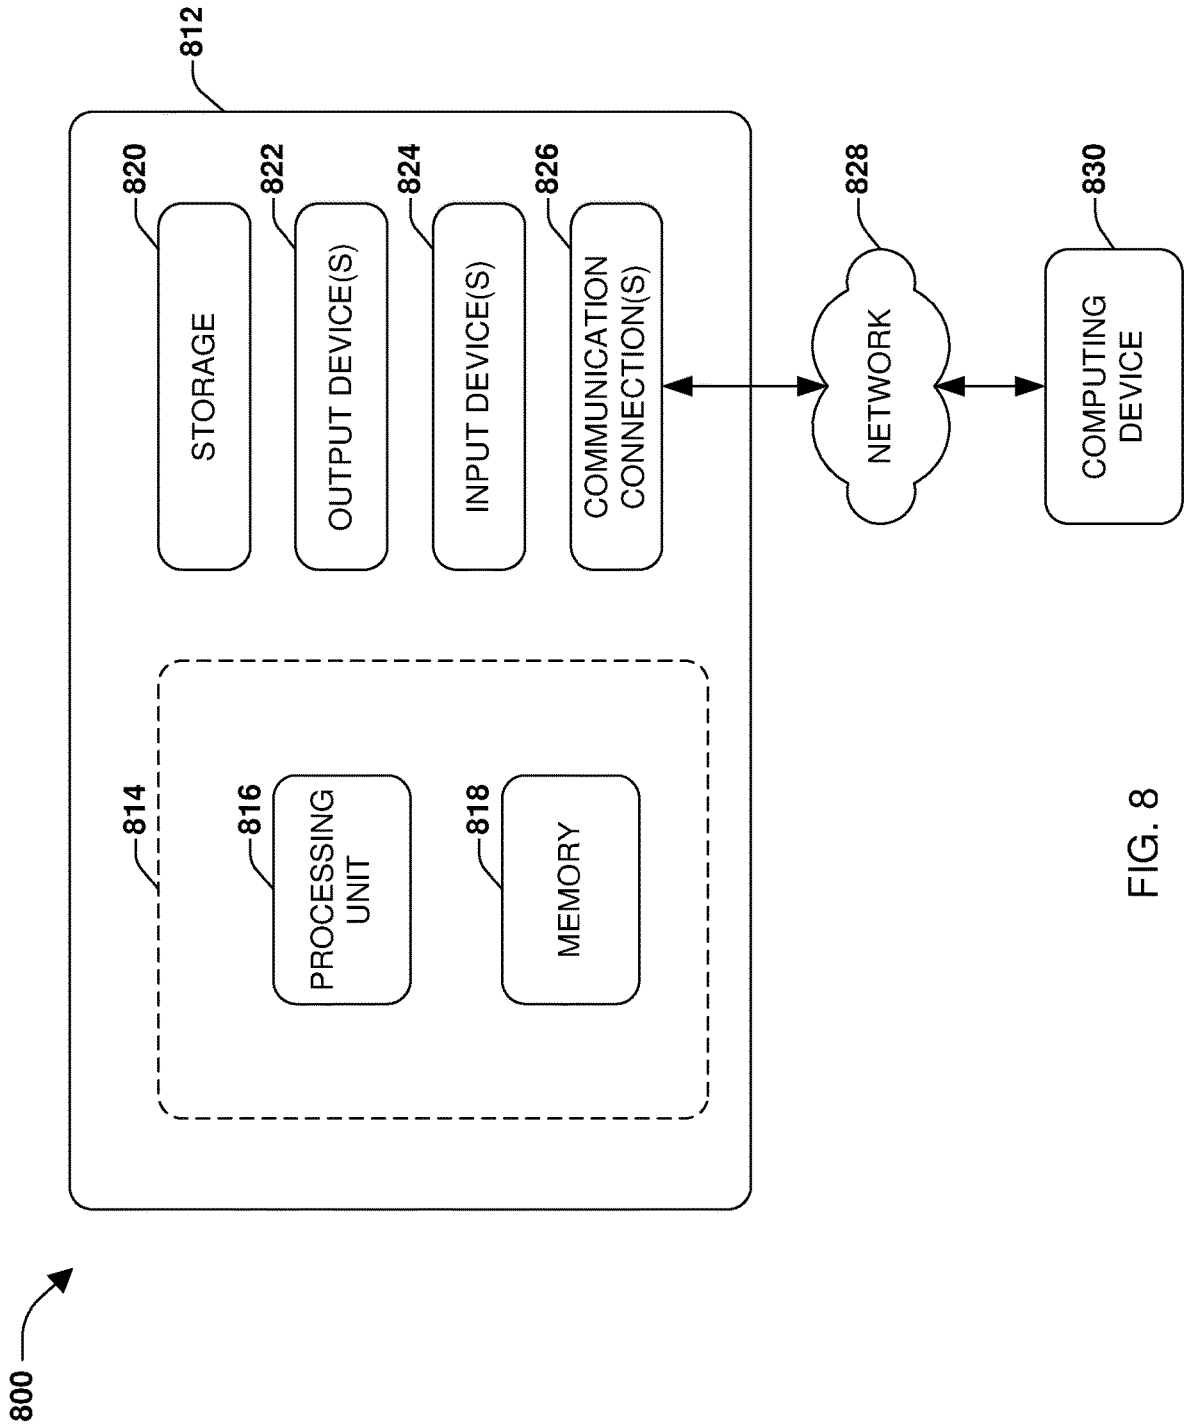 800
812
814
816
PROCESSING
UNIT
818
MEMORY
820
STORAGE
822
OUTPUT DEVICE(S)
824
INPUT DEVICE(S)
826
COMMUNICATION
CONNECTION(S)
828
NETWORK
830
COMPUTING
DEVICE
FIG. 8